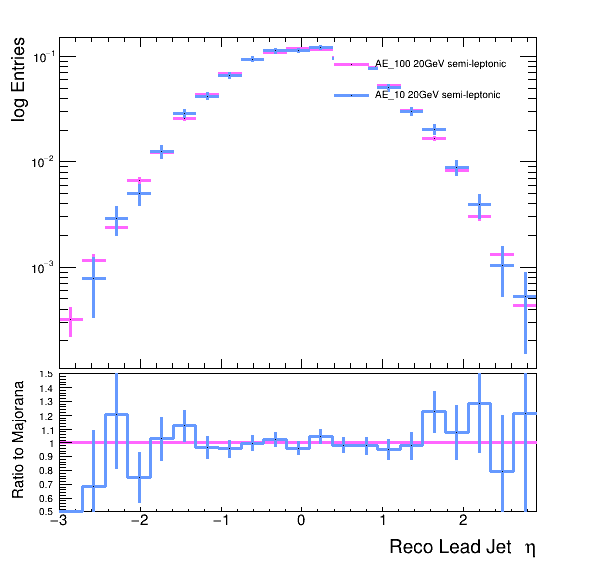 log Entries
10⁻¹
10⁻²
10⁻³
AE_100 20GeV semi-leptonic
AE_10 20GeV semi-leptonic
Ratio to Majorana
1.5
1.4
1.3
1.2
1.1
1
0.9
0.8
0.7
0.6
0.5
−3 −2 −1 0 1 2
Reco Lead Jet η